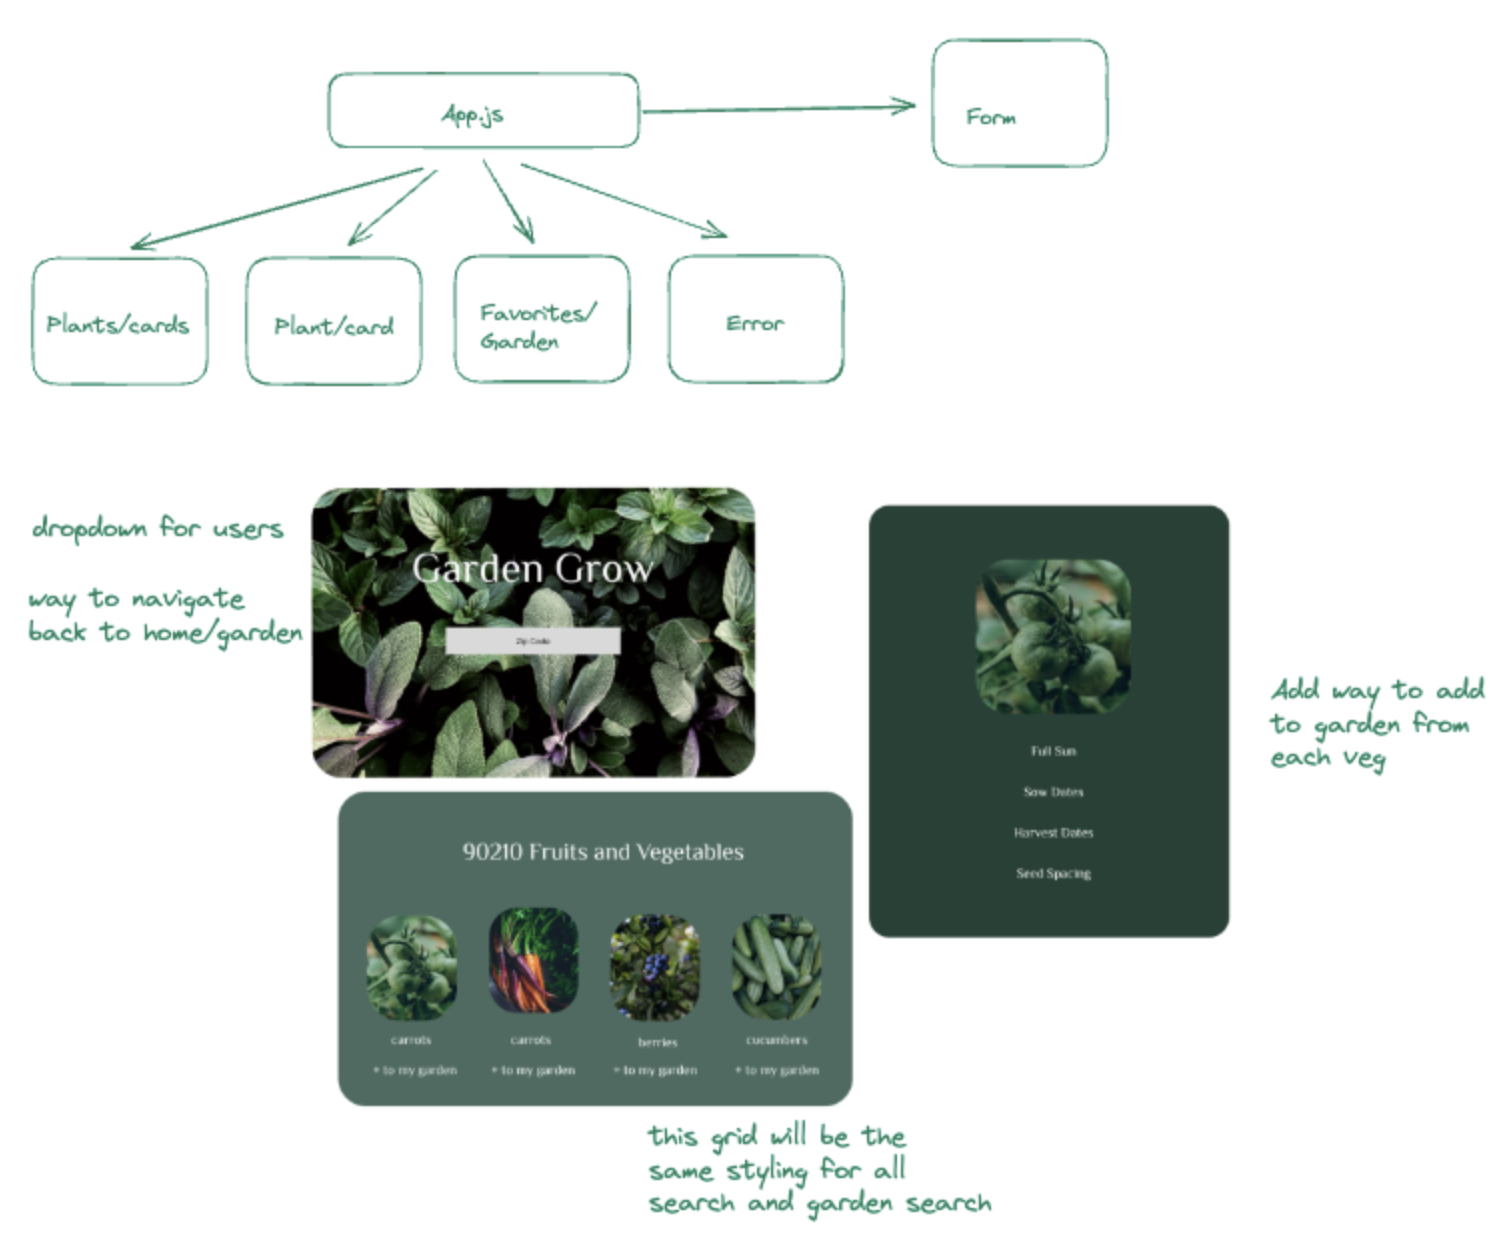 App.js
Form
Plants/cards
Plant/card
Favorites/
Garden
Error
dropdown for users
way to navigate
back to home/garden
Garden Grow
Zip Code
Full Sun
Sow Dates
Harvest Dates
Seed Spacing
Add way to add
to garden from
each veg
90210 Fruits and Vegetables
carrots
carrots
berries
cucumbers
+ to my garden
+ to my garden
+ to my garden
+ to my garden
this grid will be the
same styling for all
search and garden search